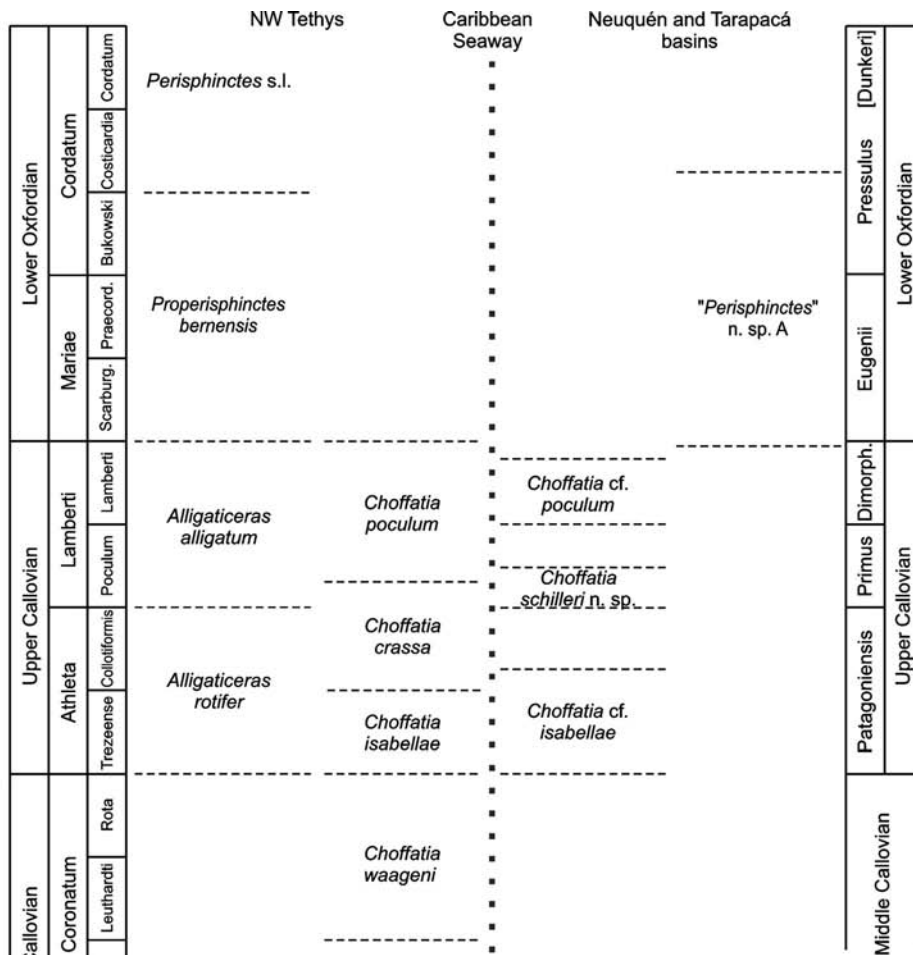 NW Tethys
Caribbean
Seaway
Neuquén and Tarapacá
basins
Lower Oxfordian
Cordatum
Cordatum
Costicardia
Bukowski
Mariae
Praecord.
Scarburg.
Upper Callovian
Lamberti
Lamberti
Poculum
Athleta
Collotiformis
Trezeense
Callovian
Coronatum
Rota
Leuthardti
Perisphinctes s.l.
Properisphinctes
bernensis
Alligaticeras
alligatum
Alligaticeras
rotifer
Choffatia
poculum
Choffatia
crassa
Choffatia
isabellae
Choffatia
waageni
Choffatia cf.
poculum
Choffatia
schilleri n. sp.
Choffatia cf.
isabellae
"Perisphinctes"
n. sp. A
[Dunkeri]
Pressulus
Eugenii
Dimorph.
Primus
Patagoniensis
Lower Oxfordian
Upper Callovian
Middle Callovian